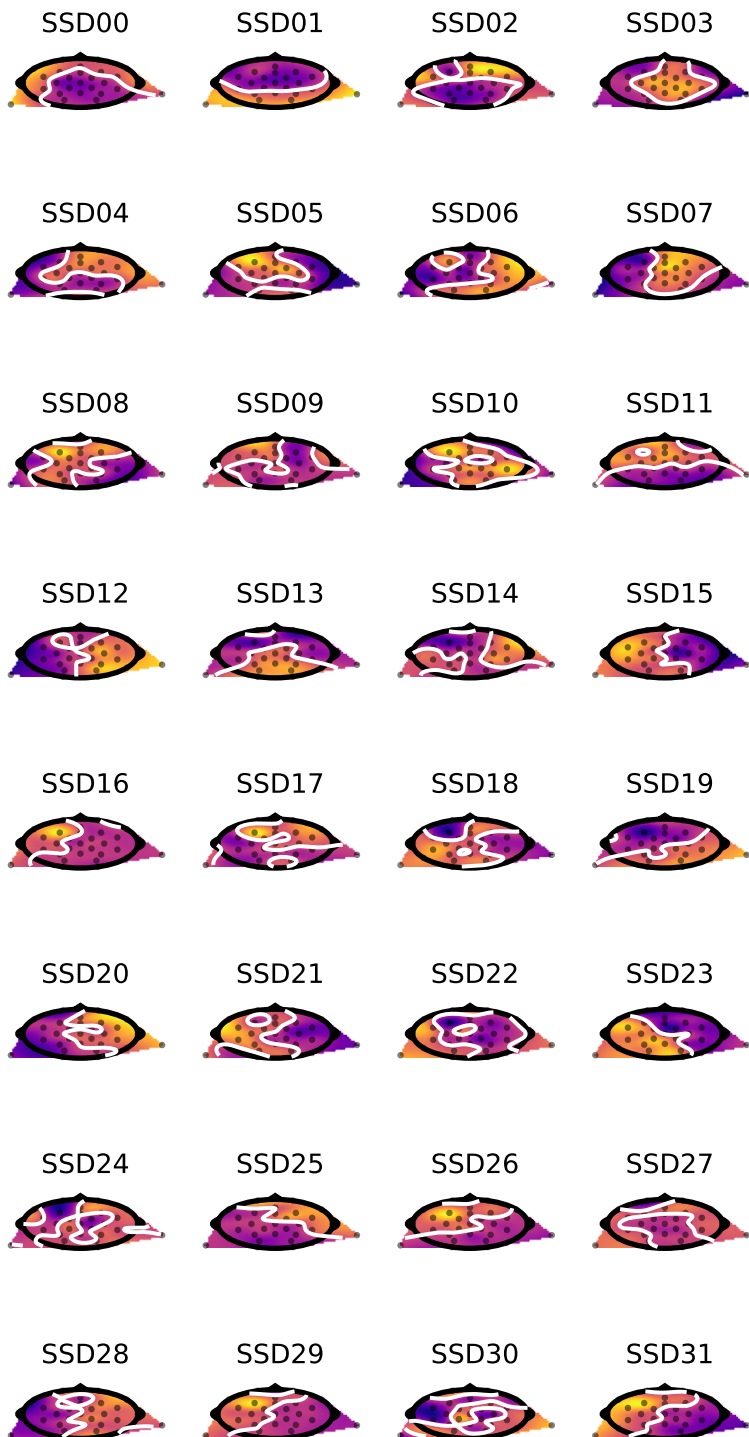 SSD00 SSD01 SSD02 SSD03
SSD04 SSD05 SSD06 SSD07
SSD08 SSD09 SSD10 SSD11
SSD12 SSD13 SSD14 SSD15
SSD16 SSD17 SSD18 SSD19
SSD20 SSD21 SSD22 SSD23
SSD24 SSD25 SSD26 SSD27
SSD28 SSD29 SSD30 SSD31